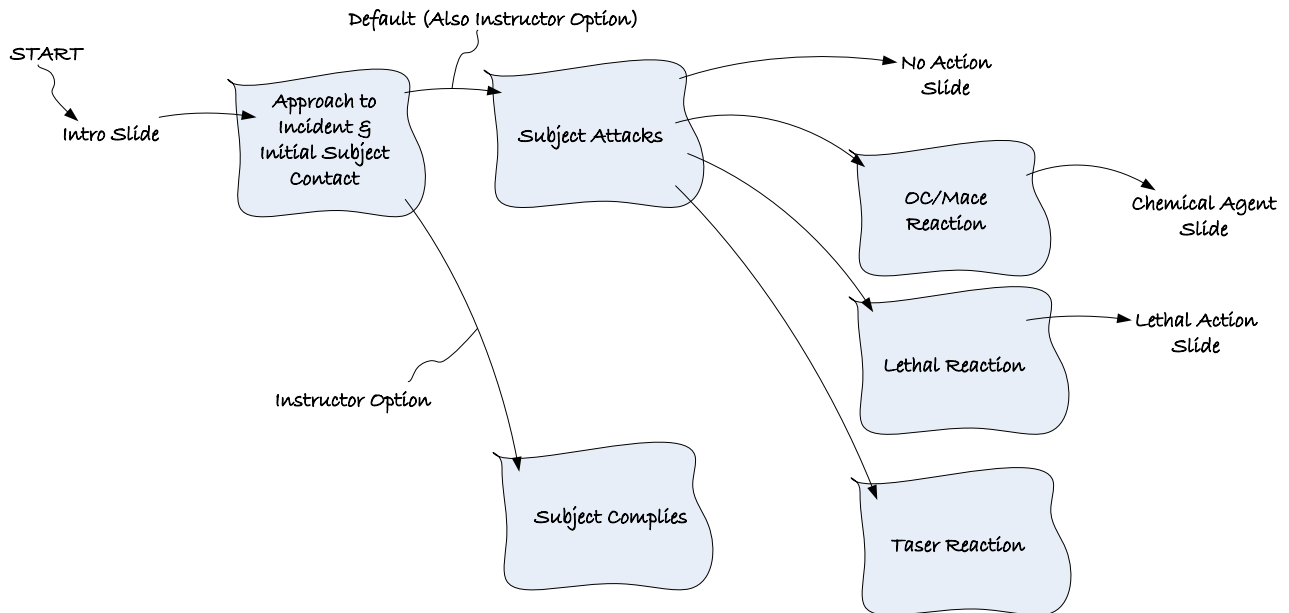 Default (Also Instructor Option)
START
Intro Slide
Approach to
Incident &
Initial Subject
Contact
Subject Attacks
No Action
Slide
OC/Mace
Reaction
Chemical Agent
Slide
Lethal Reaction
Lethal Action
Slide
Instructor Option
Subject Complies
Taser Reaction